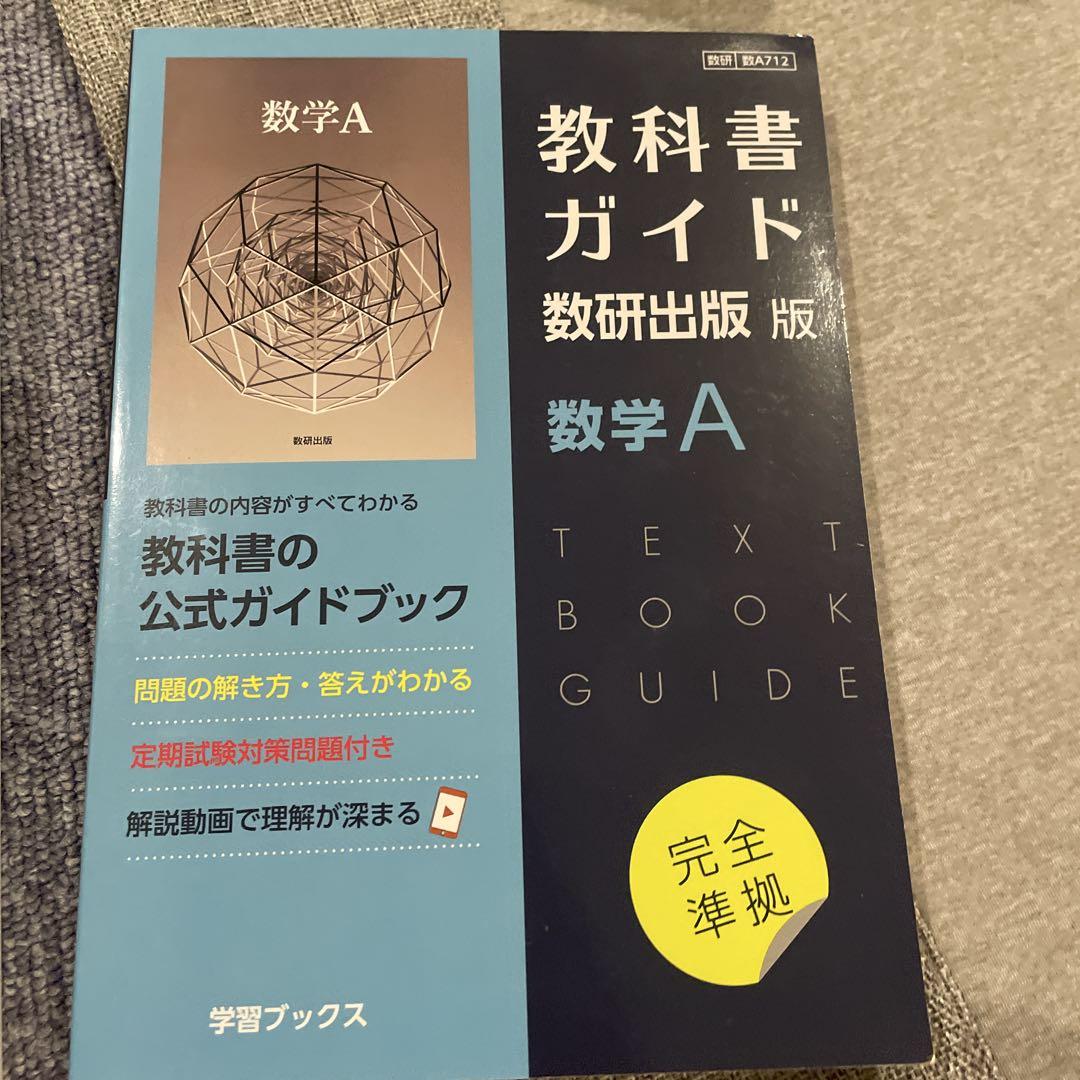 数学A
数研出版
教科書の内容がすべてわかる
教科書の
公式ガイドブック
問題の解き方・答えがわかる
定期試験対策問題付き
解説動画で理解が深まる
学習ブックス
数研 数A712
教科書
ガイド
数研出版 版
数学A
TEXT
BOOK
GUIDE
完全
準拠